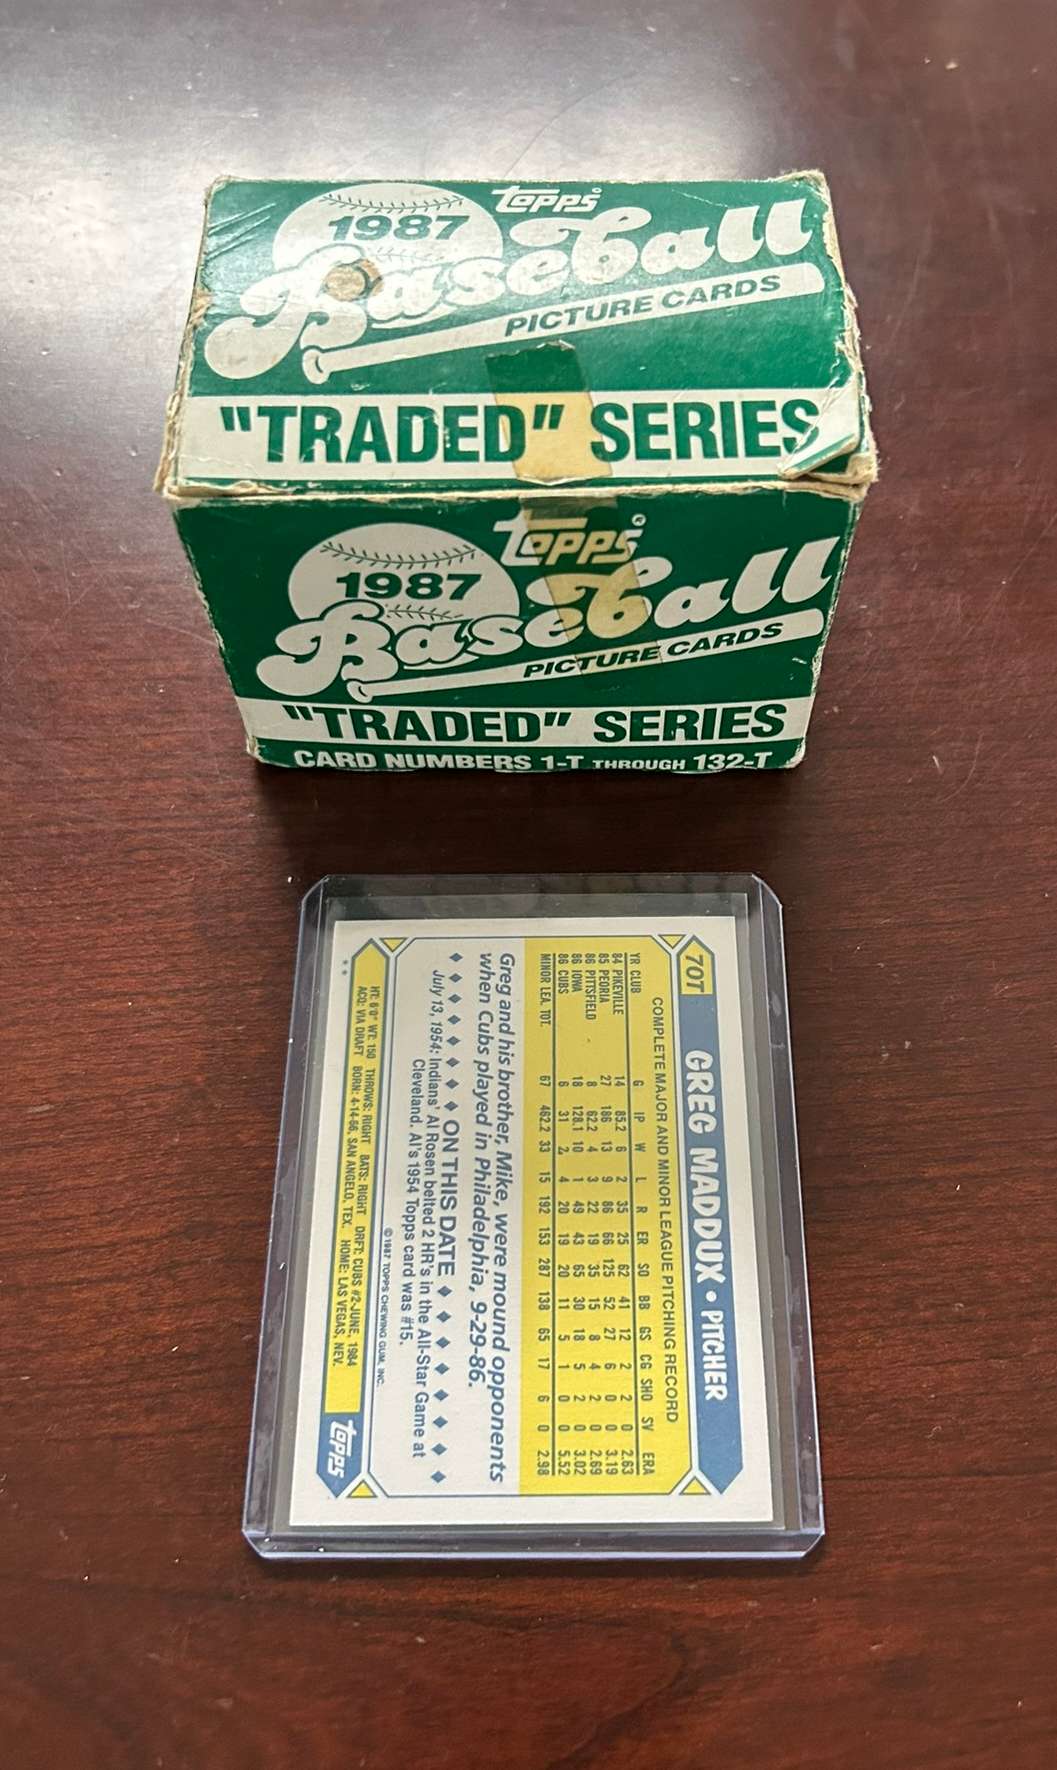 topps®
1987
Baseball
PICTURE CARDS
"TRADED" SERIES
topps®
1987
Baseball
PICTURE CARDS
"TRADED" SERIES
CARD NUMBERS 1-T THROUGH 132-T
70T
GREG MADDUX • PITCHER
COMPLETE MAJOR AND MINOR LEAGUE PITCHING RECORD
YR CLUB G IP W L R ER SO BB GS CG SHO SV ERA
84 PIKEVILLE 14 85.2 6 2 35 25 62 41 12 2 2 0 2.63
85 PEORIA 27 186 13 9 86 66 125 52 27 6 0 0 3.19
86 PITTSFIELD 8 62.2 4 3 22 19 35 15 8 4 2 0 2.69
86 IOWA 18 128.1 10 1 49 43 65 30 18 5 2 0 3.02
86 CUBS 6 31 2 4 20 19 20 11 5 1 0 0 5.52
MINOR LEA. TOT. 67 462.2 33 15 192 153 287 138 65 17 6 0 2.98
Greg and his brother, Mike, were mound opponents
when Cubs played in Philadelphia, 9-29-86.
ON THIS DATE
July 13, 1954: Indians' Al Rosen belted 2 HR's in the All-Star Game at
Cleveland. Al's 1954 Topps card was #15.
©1987 TOPPS CHEWING GUM, INC.
HT: 6'0" WT: 150 THROWS: RIGHT BATS: RIGHT DRFT: CUBS #2-JUNE, 1984
ACQ: VIA DRAFT BORN: 4-14-66, SAN ANGELO, TEX. HOME: LAS VEGAS, NEV.
topps
**